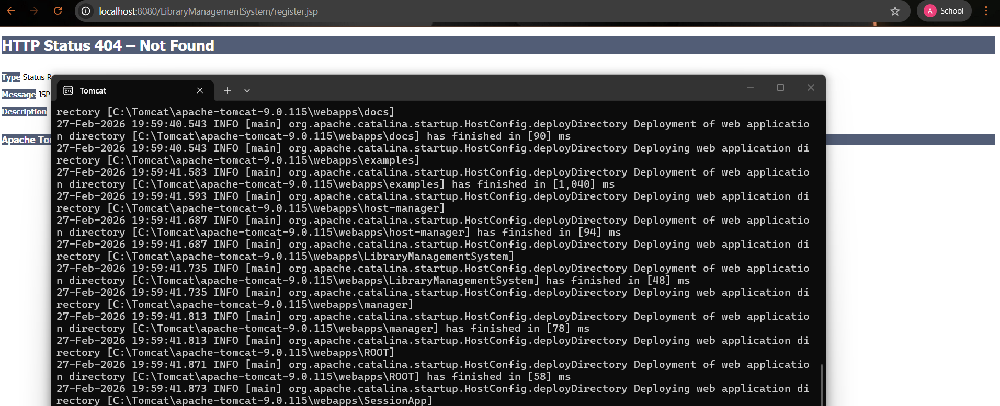 localhost:8080/LibraryManagementSystem/register.jsp
A School
HTTP Status 404 – Not Found
Type Status R
Message JSP
Description
Apache To
Tomcat
rectory [C:\Tomcat\apache-tomcat-9.0.115\webapps\docs]
27-Feb-2026 19:59:40.543 INFO [main] org.apache.catalina.startup.HostConfig.deployDirectory Deployment of web applicatio
n directory [C:\Tomcat\apache-tomcat-9.0.115\webapps\docs] has finished in [90] ms
27-Feb-2026 19:59:40.543 INFO [main] org.apache.catalina.startup.HostConfig.deployDirectory Deploying web application di
rectory [C:\Tomcat\apache-tomcat-9.0.115\webapps\examples]
27-Feb-2026 19:59:41.583 INFO [main] org.apache.catalina.startup.HostConfig.deployDirectory Deployment of web applicatio
n directory [C:\Tomcat\apache-tomcat-9.0.115\webapps\examples] has finished in [1,040] ms
27-Feb-2026 19:59:41.593 INFO [main] org.apache.catalina.startup.HostConfig.deployDirectory Deploying web application di
rectory [C:\Tomcat\apache-tomcat-9.0.115\webapps\host-manager]
27-Feb-2026 19:59:41.687 INFO [main] org.apache.catalina.startup.HostConfig.deployDirectory Deployment of web applicatio
n directory [C:\Tomcat\apache-tomcat-9.0.115\webapps\host-manager] has finished in [94] ms
27-Feb-2026 19:59:41.687 INFO [main] org.apache.catalina.startup.HostConfig.deployDirectory Deploying web application di
rectory [C:\Tomcat\apache-tomcat-9.0.115\webapps\LibraryManagementSystem]
27-Feb-2026 19:59:41.735 INFO [main] org.apache.catalina.startup.HostConfig.deployDirectory Deployment of web applicatio
n directory [C:\Tomcat\apache-tomcat-9.0.115\webapps\LibraryManagementSystem] has finished in [48] ms
27-Feb-2026 19:59:41.735 INFO [main] org.apache.catalina.startup.HostConfig.deployDirectory Deploying web application di
rectory [C:\Tomcat\apache-tomcat-9.0.115\webapps\manager]
27-Feb-2026 19:59:41.813 INFO [main] org.apache.catalina.startup.HostConfig.deployDirectory Deployment of web applicatio
n directory [C:\Tomcat\apache-tomcat-9.0.115\webapps\manager] has finished in [78] ms
27-Feb-2026 19:59:41.813 INFO [main] org.apache.catalina.startup.HostConfig.deployDirectory Deploying web application di
rectory [C:\Tomcat\apache-tomcat-9.0.115\webapps\ROOT]
27-Feb-2026 19:59:41.871 INFO [main] org.apache.catalina.startup.HostConfig.deployDirectory Deployment of web applicatio
n directory [C:\Tomcat\apache-tomcat-9.0.115\webapps\ROOT] has finished in [58] ms
27-Feb-2026 19:59:41.873 INFO [main] org.apache.catalina.startup.HostConfig.deployDirectory Deploying web application di
rectory [C:\Tomcat\apache-tomcat-9.0.115\webapps\SessionApp]